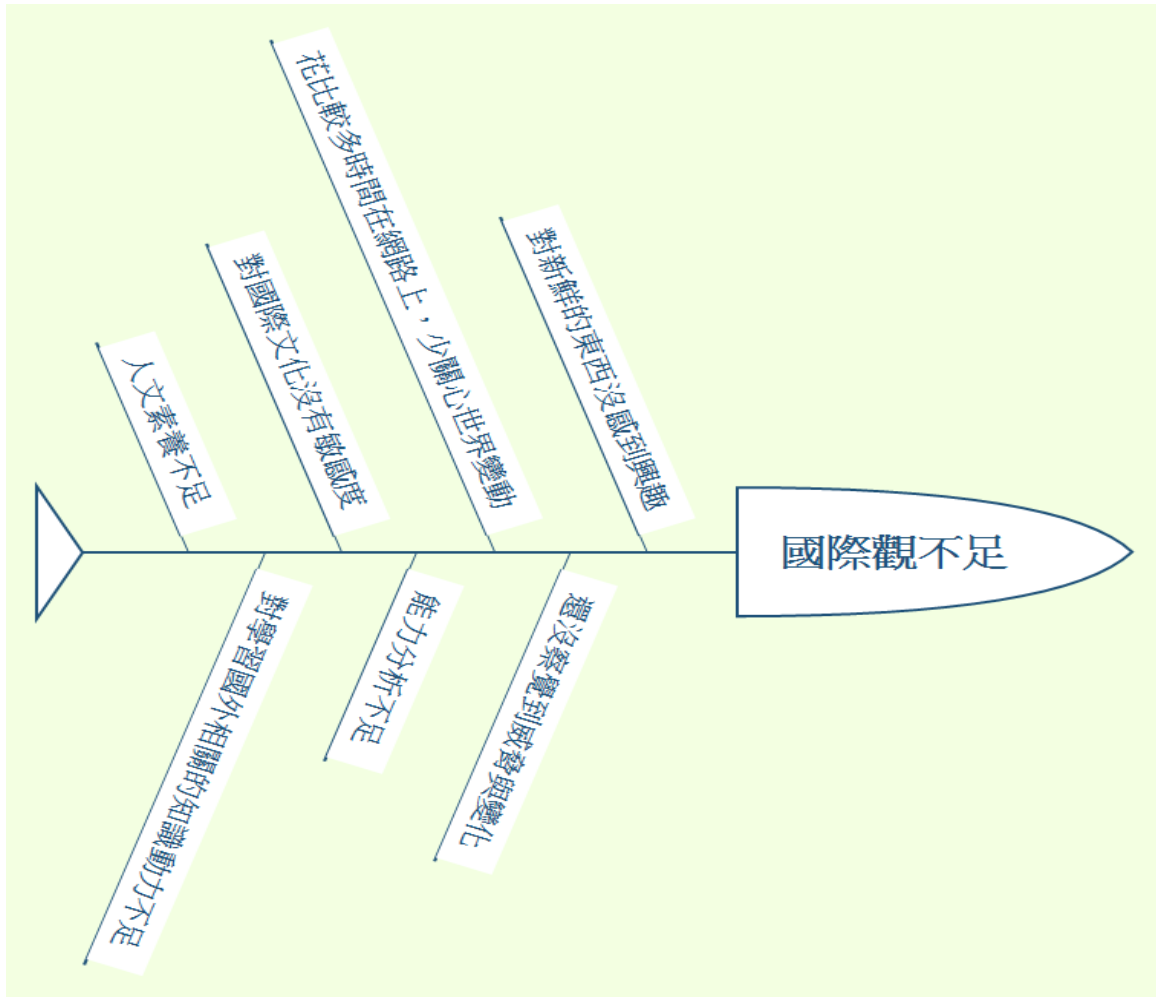 人文素養不足
對國際文化沒有敏感度
花比較多時間在網路上，少關心世界變動
對新鮮的東西沒感到興趣
國際觀不足
對學習國外相關的知識動力不足
能力分析不足
還沒察覺到威脅與變化